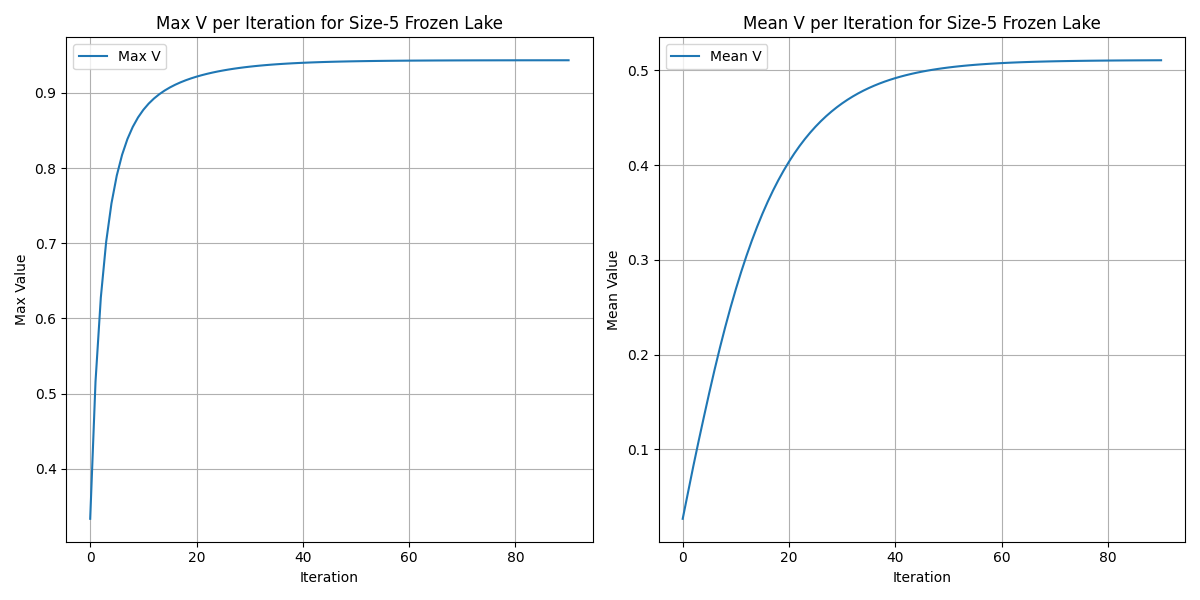 Max V per Iteration for Size-5 Frozen Lake
Max V
0.9
0.8
0.7
0.6
0.5
0.4
Max Value
0 20 40 60 80
Iteration
Mean V per Iteration for Size-5 Frozen Lake
Mean V
0.5
0.4
0.3
0.2
0.1
Mean Value
0 20 40 60 80
Iteration